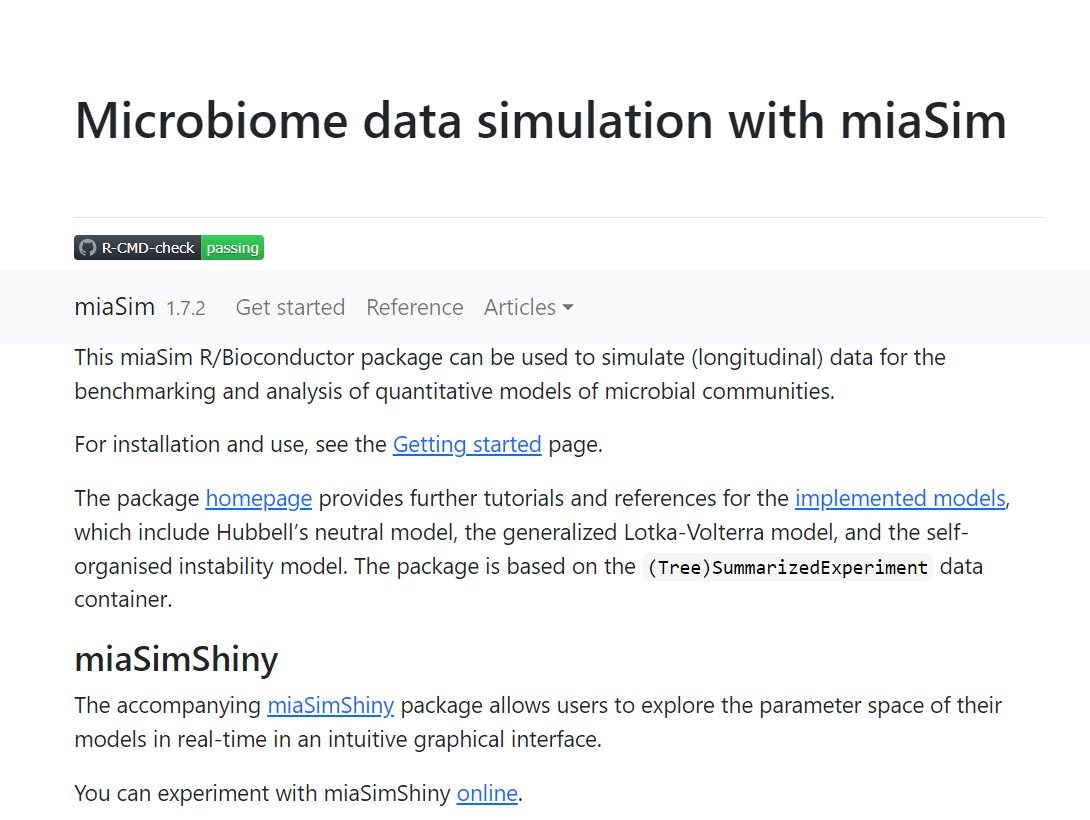 Microbiome data simulation with miaSim
R-CMD-check passing
miaSim 1.7.2 Get started Reference Articles
This miaSim R/Bioconductor package can be used to simulate (longitudinal) data for the
benchmarking and analysis of quantitative models of microbial communities.
For installation and use, see the Getting started page.
The package homepage provides further tutorials and references for the implemented models,
which include Hubbell’s neutral model, the generalized Lotka-Volterra model, and the self-
organised instability model. The package is based on the (Tree)SummarizedExperiment data
container.
miaSimShiny
The accompanying miaSimShiny package allows users to explore the parameter space of their
models in real-time in an intuitive graphical interface.
You can experiment with miaSimShiny online.